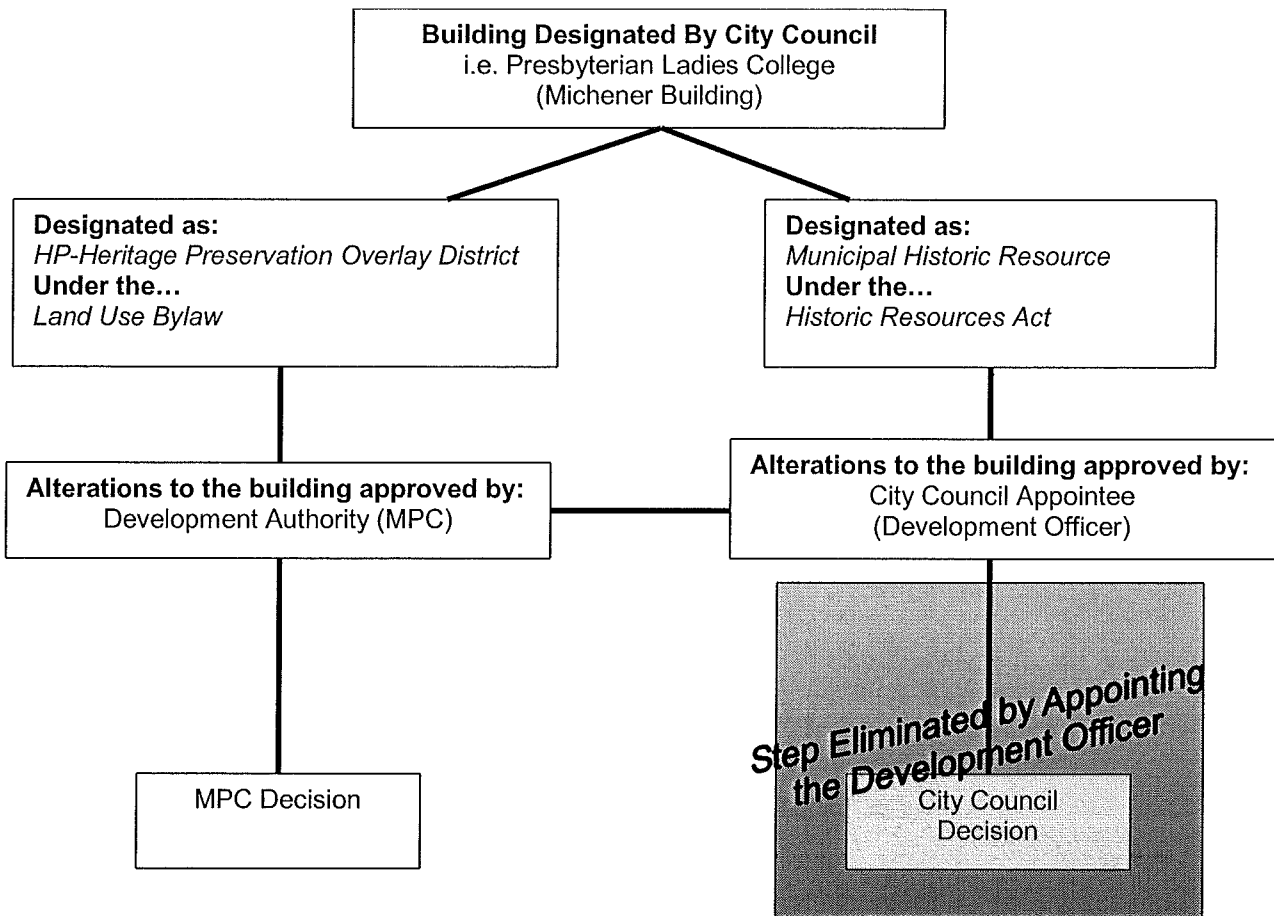 Building Designated By City Council
i.e. Presbyterian Ladies College
(Michener Building)
Designated as:
HP-Heritage Preservation Overlay District
Under the...
Land Use Bylaw
Designated as:
Municipal Historic Resource
Under the...
Historic Resources Act
Alterations to the building approved by:
Development Authority (MPC)
Alterations to the building approved by:
City Council Appointee
(Development Officer)
Step Eliminated by Appointing
the Development Officer
MPC Decision
City Council
Decision